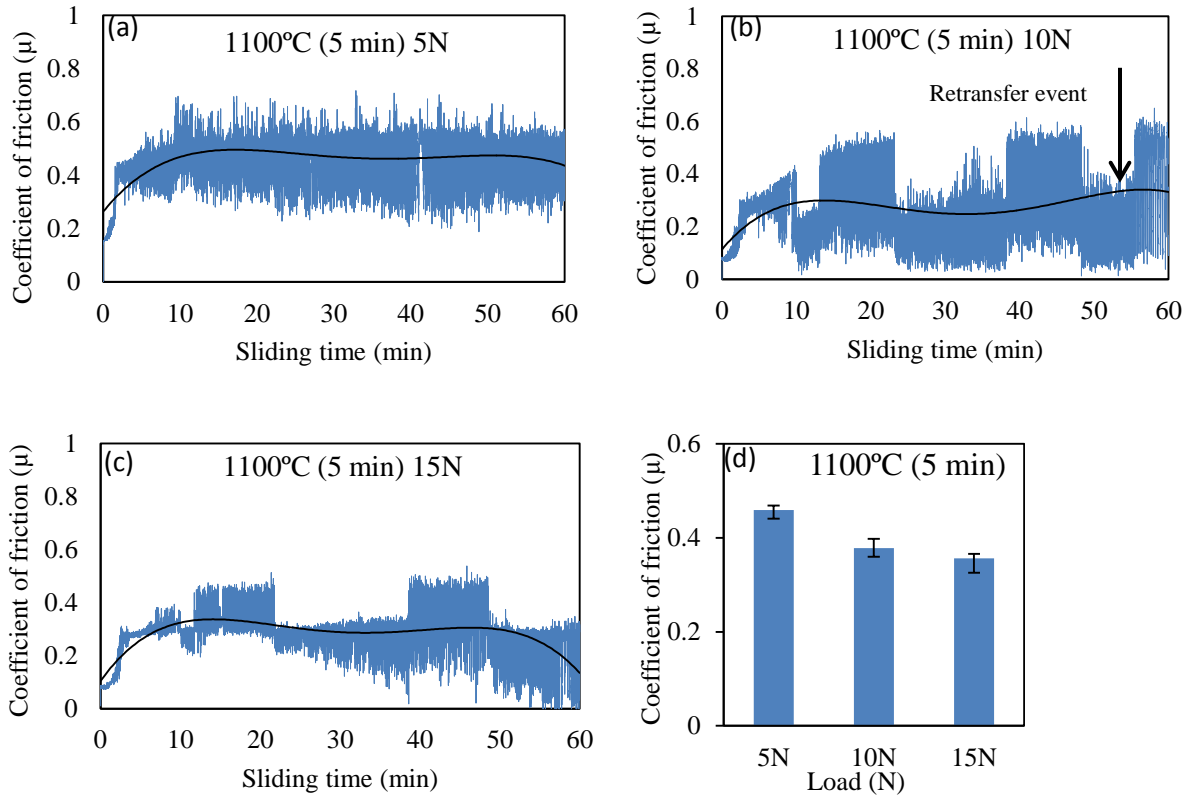 (a)
1100ºC (5 min) 5N
Coefficient of friction (µ)
1
0.8
0.6
0.4
0.2
0
0 10 20 30 40 50 60
Sliding time (min)
(b)
1100ºC (5 min) 10N
Retransfer event
Coefficient of friction (µ)
1
0.8
0.6
0.4
0.2
0
0 10 20 30 40 50 60
Sliding time (min)
(c)
1100ºC (5 min) 15N
Coefficient of friction (µ)
1
0.8
0.6
0.4
0.2
0
0 10 20 30 40 50 60
Sliding time (min)
(d)
1100ºC (5 min)
Coefficient of friction (µ)
0.6
0.4
0.2
0
5N 10N 15N
Load (N)